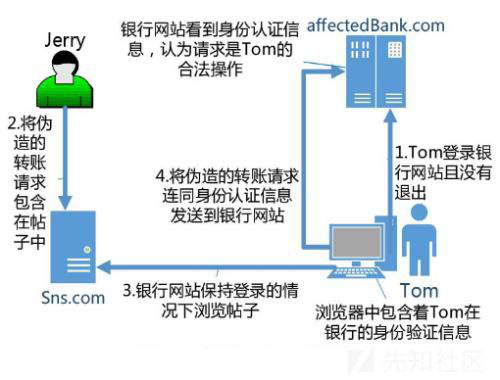 Jerry
银行网站看到身份认证信
息，认为请求是Tom的
合法操作
affectedBank.com
2.将伪
造的
转账
请求
包含
在帖
子中
4.将伪造的转账请求
连同身份认证信息
发送到银行网站
1.Tom登录银
行网站且没有
退出
Sns.com
3.银行网站保持登录的情
况下浏览帖子
Tom
浏览器中包含着Tom在
银行的身份验证信息
先知社区